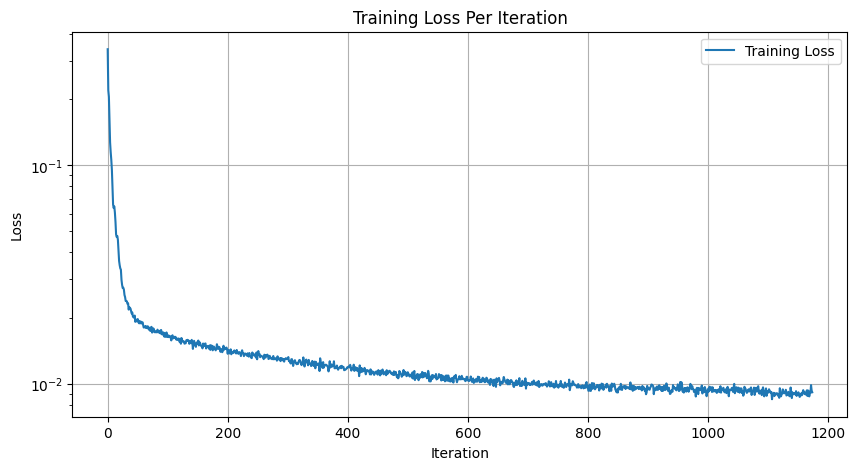 Training Loss Per Iteration
Training Loss
10⁻¹
10⁻²
Loss
0 200 400 600 800 1000 1200
Iteration